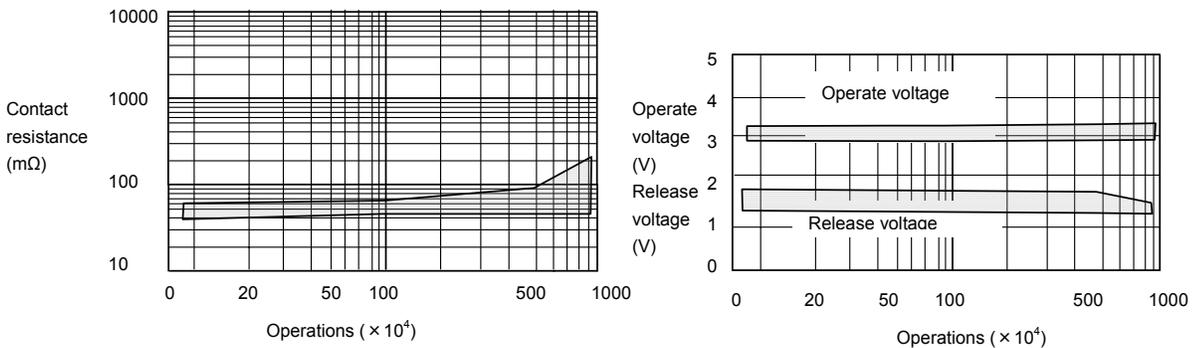 10000
1000
100
10
Contact
resistance
(mΩ)
0 20 50 100 500 1000
Operations ( × 10⁴)
5
4
3
2
1
0
Operate
voltage
(V)
Release
voltage
(V)
Operate voltage
Release voltage
0 20 50 100 500 1000
Operations ( × 10⁴)